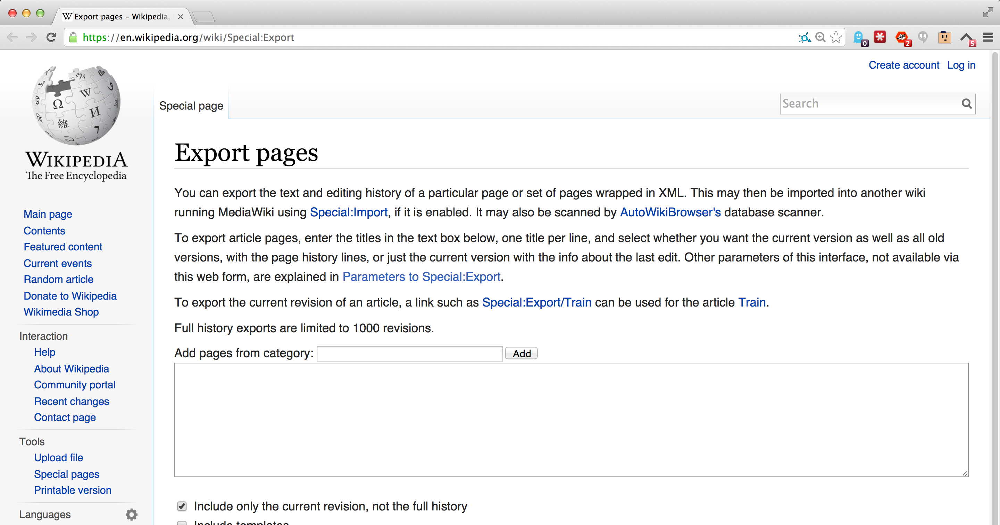 Export pages – Wikipedia,
https://en.wikipedia.org/wiki/Special:Export
0
2
5
Create account Log in
Special page
Search
WIKIPEDIA
The Free Encyclopedia
Main page
Contents
Featured content
Current events
Random article
Donate to Wikipedia
Wikimedia Shop
Interaction
Help
About Wikipedia
Community portal
Recent changes
Contact page
Tools
Upload file
Special pages
Printable version
Languages
Export pages
You can export the text and editing history of a particular page or set of pages wrapped in XML. This may then be imported into another wiki
running MediaWiki using Special:Import, if it is enabled. It may also be scanned by AutoWikiBrowser's database scanner.
To export article pages, enter the titles in the text box below, one title per line, and select whether you want the current version as well as all old
versions, with the page history lines, or just the current version with the info about the last edit. Other parameters of this interface, not available via
this web form, are explained in Parameters to Special:Export.
To export the current revision of an article, a link such as Special:Export/Train can be used for the article Train.
Full history exports are limited to 1000 revisions.
Add pages from category: Add
Include only the current revision, not the full history
Include templates